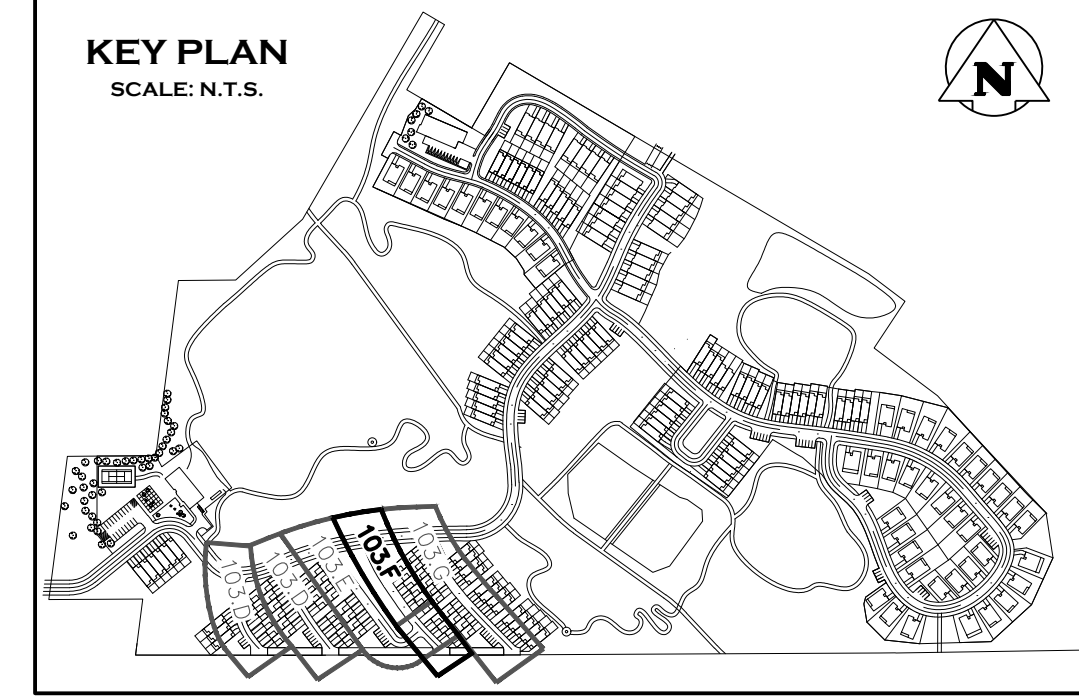 KEY PLAN
SCALE: N.T.S.
N
103.D
103.D
103.E
103.F
103.G